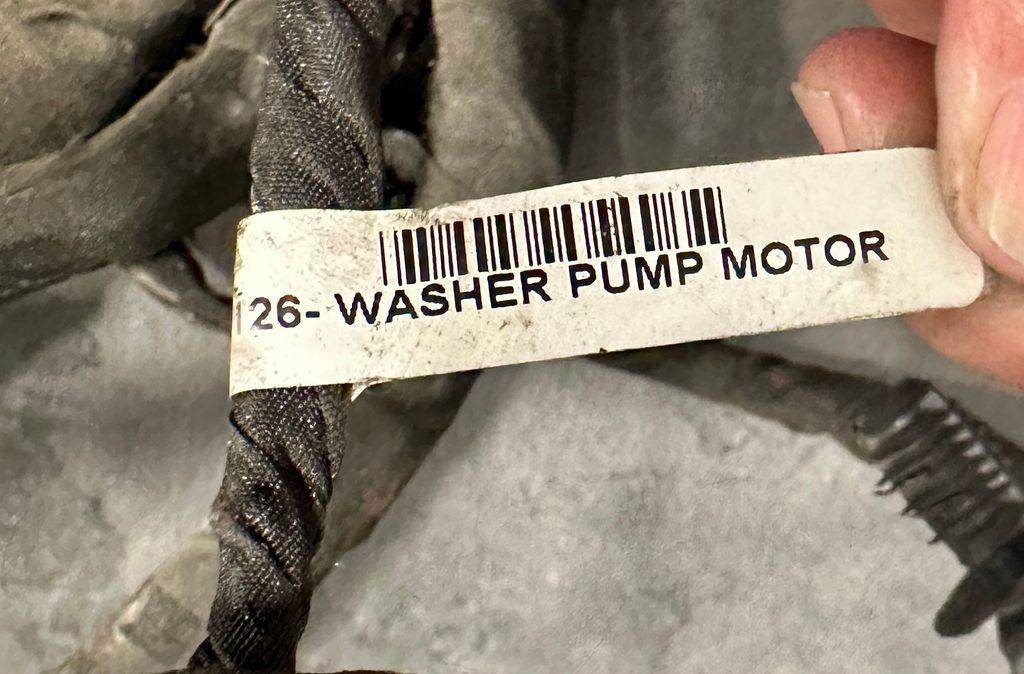 126- WASHER PUMP MOTOR